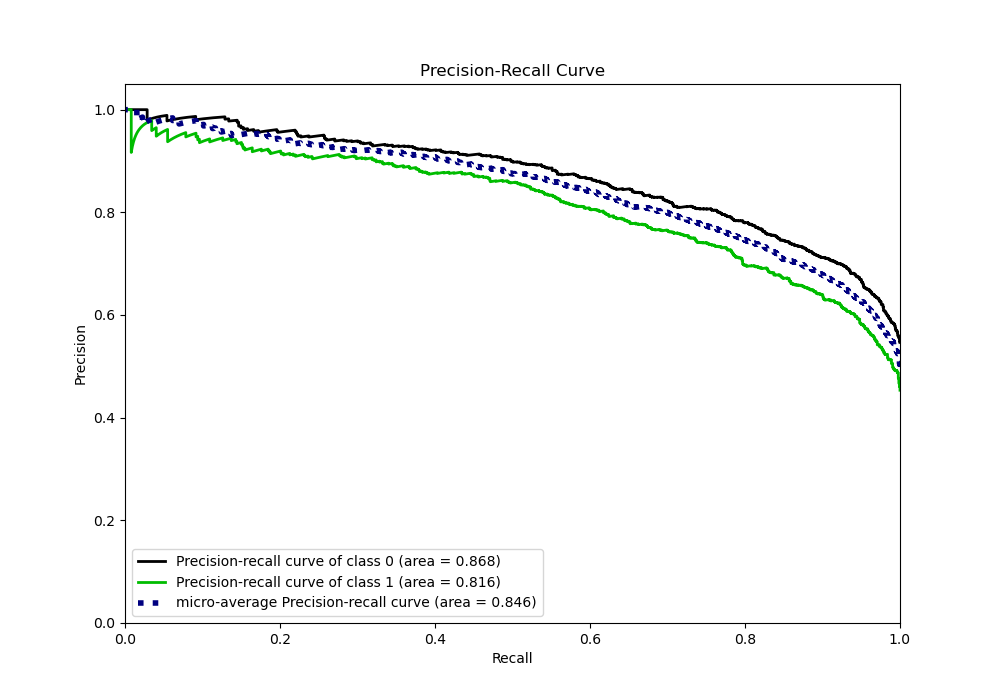 Precision-Recall Curve
1.0
0.8
0.6
0.4
0.2
0.0
Precision
Precision-recall curve of class 0 (area = 0.868)
Precision-recall curve of class 1 (area = 0.816)
micro-average Precision-recall curve (area = 0.846)
0.0 0.2 0.4 0.6 0.8 1.0
Recall